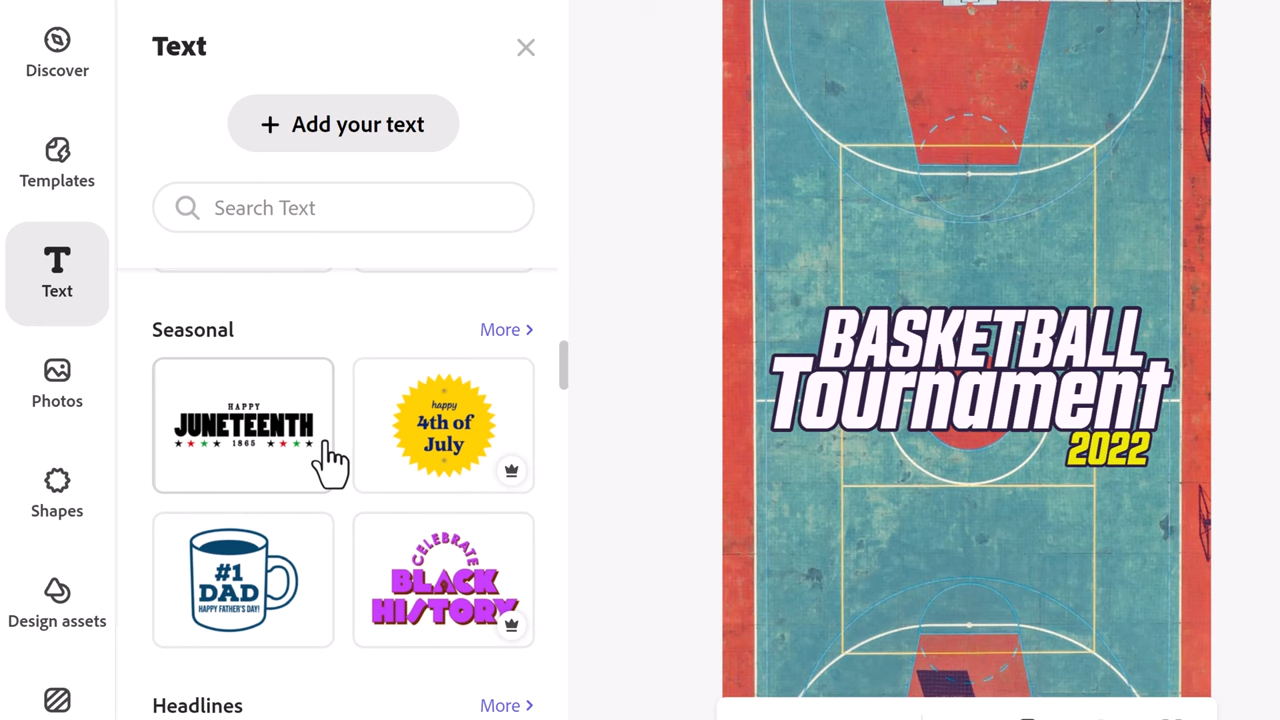 Discover
Templates
Text
Photos
Shapes
Design assets
Text
+ Add your text
Search Text
Seasonal
More >
HAPPY
JUNETEENTH
1865
happy
4th of
July
#1
DAD
HAPPY FATHER'S DAY!
CELEBRATE
BLACK
HISTORY
Headlines
More >
BASKETBALL
Tournament
2022